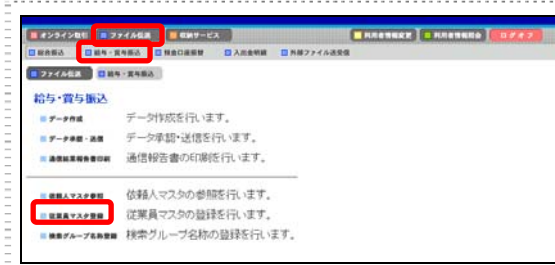 オンライン取引 ファイル伝送 収納サービス 利用者情報変更 利用者情報照会 ログオフ
総合振込 給与・賞与振込 預金口座振替 入出金明細 外部ファイル送受信
ファイル伝送 給与・賞与振込
給与・賞与振込
データ作成 データ作成を行います。
データ承認・送信 データ承認・送信を行います。
通信結果報告書印刷 通信報告書の印刷を行います。
依頼人マスタ参照 依頼人マスタの参照を行います。
従業員マスタ登録 従業員マスタの登録を行います。
検索グループ名称登録 検索グループ名称の登録を行います。